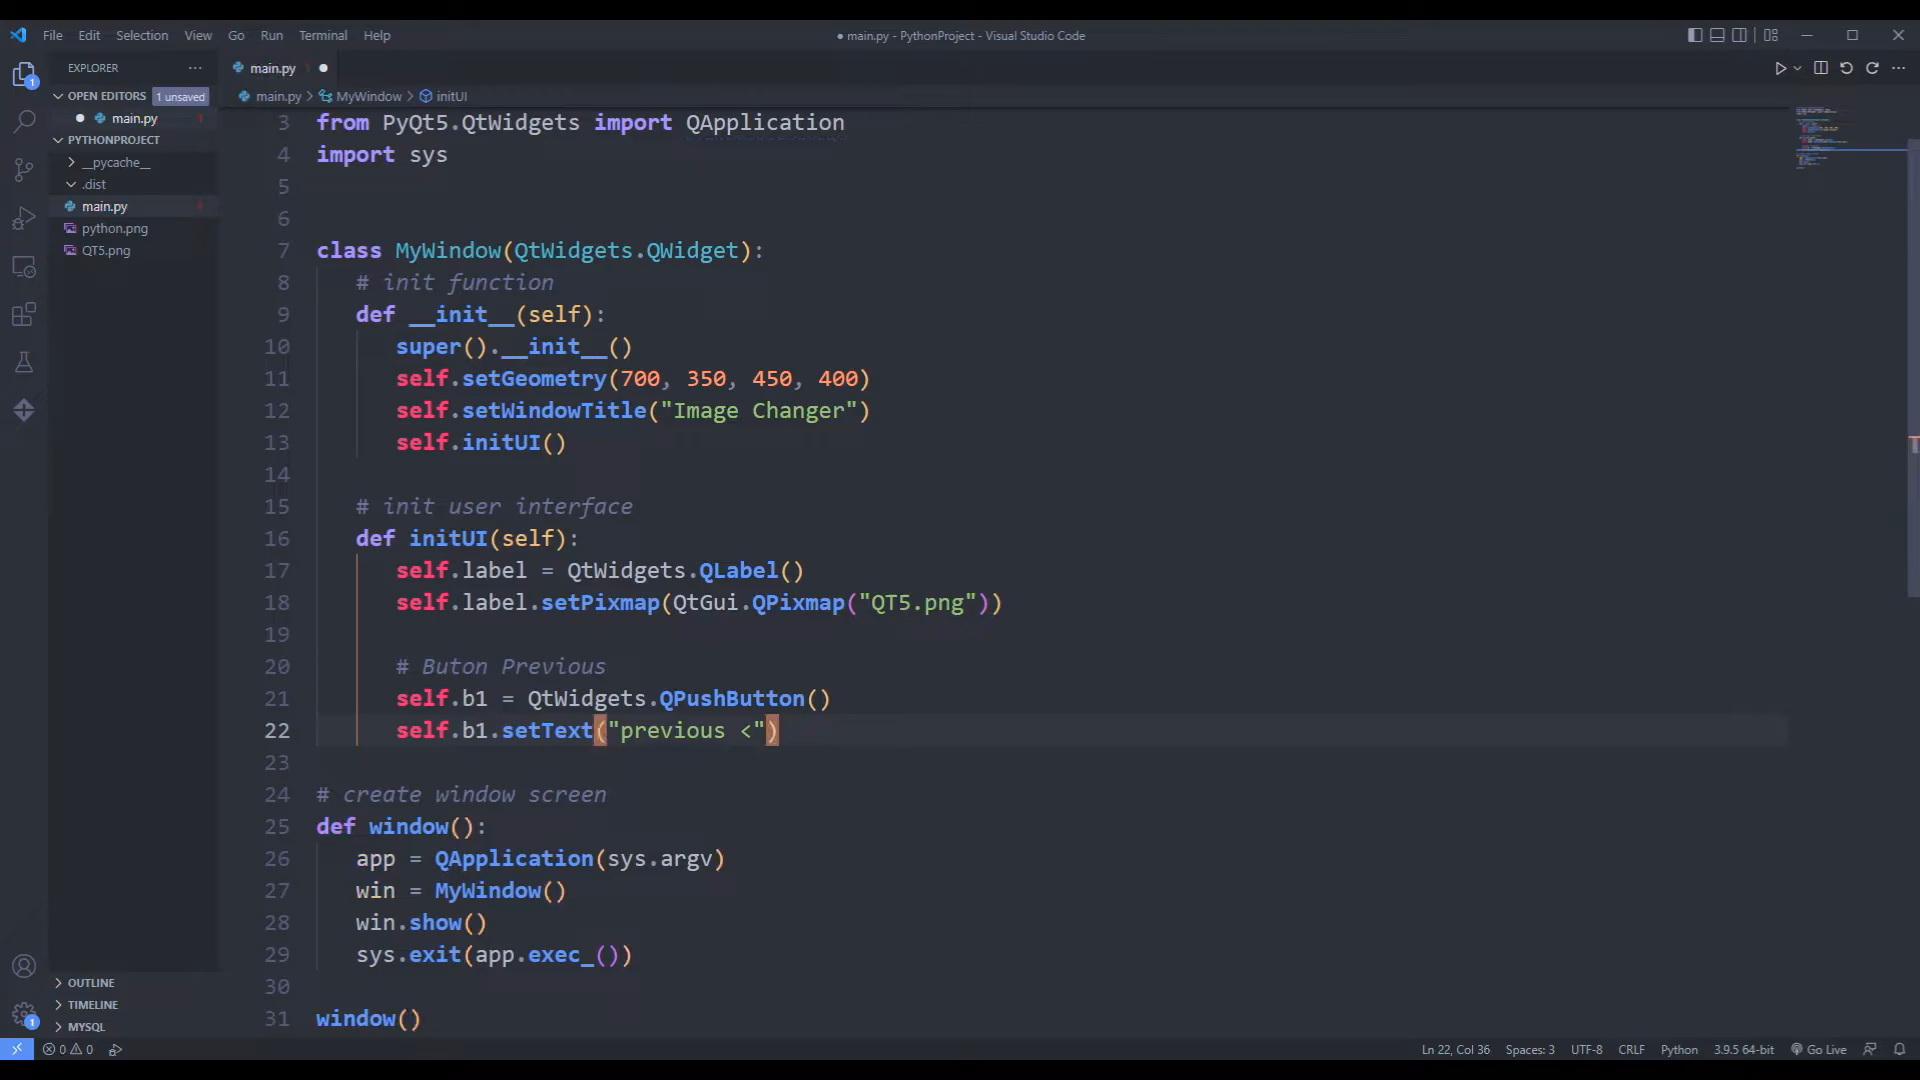 File Edit Selection View Go Run Terminal Help
● main.py - PythonProject - Visual Studio Code
EXPLORER
main.py
OPEN EDITORS 1 unsaved
main.py 1
PYTHONPROJECT
__pycache__
.dist
main.py 1
python.png
QT5.png
OUTLINE
TIMELINE
MYSQL
1
1
main.py > MyWindow > initUI
3 from PyQt5.QtWidgets import QApplication
4 import sys
5
6
7 class MyWindow(QtWidgets.QWidget):
8 # init function
9 def __init__(self):
10 super().__init__()
11 self.setGeometry(700, 350, 450, 400)
12 self.setWindowTitle("Image Changer")
13 self.initUI()
14
15 # init user interface
16 def initUI(self):
17 self.label = QtWidgets.QLabel()
18 self.label.setPixmap(QtGui.QPixmap("QT5.png"))
19
20 # Buton Previous
21 self.b1 = QtWidgets.QPushButton()
22 self.b1.setText("previous <")
23
24 # create window screen
25 def window():
26 app = QApplication(sys.argv)
27 win = MyWindow()
28 win.show()
29 sys.exit(app.exec_())
30
31 window()
0 0
Ln 22, Col 36 Spaces: 3 UTF-8 CRLF Python 3.9.5 64-bit Go Live